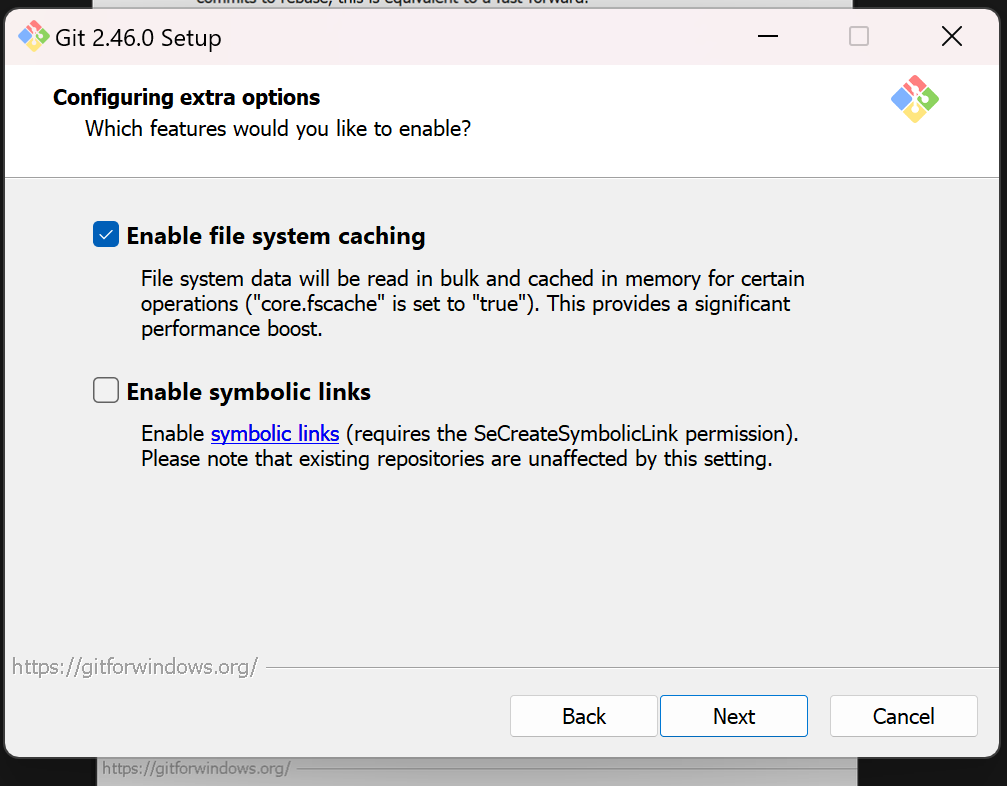 commits to rebase, this is equivalent to a fast-forward.
Git 2.46.0 Setup
Configuring extra options
Which features would you like to enable?
Enable file system caching
File system data will be read in bulk and cached in memory for certain
operations ("core.fscache" is set to "true"). This provides a significant
performance boost.
Enable symbolic links
Enable symbolic links (requires the SeCreateSymbolicLink permission).
Please note that existing repositories are unaffected by this setting.
https://gitforwindows.org/
Back Next Cancel
https://gitforwindows.org/